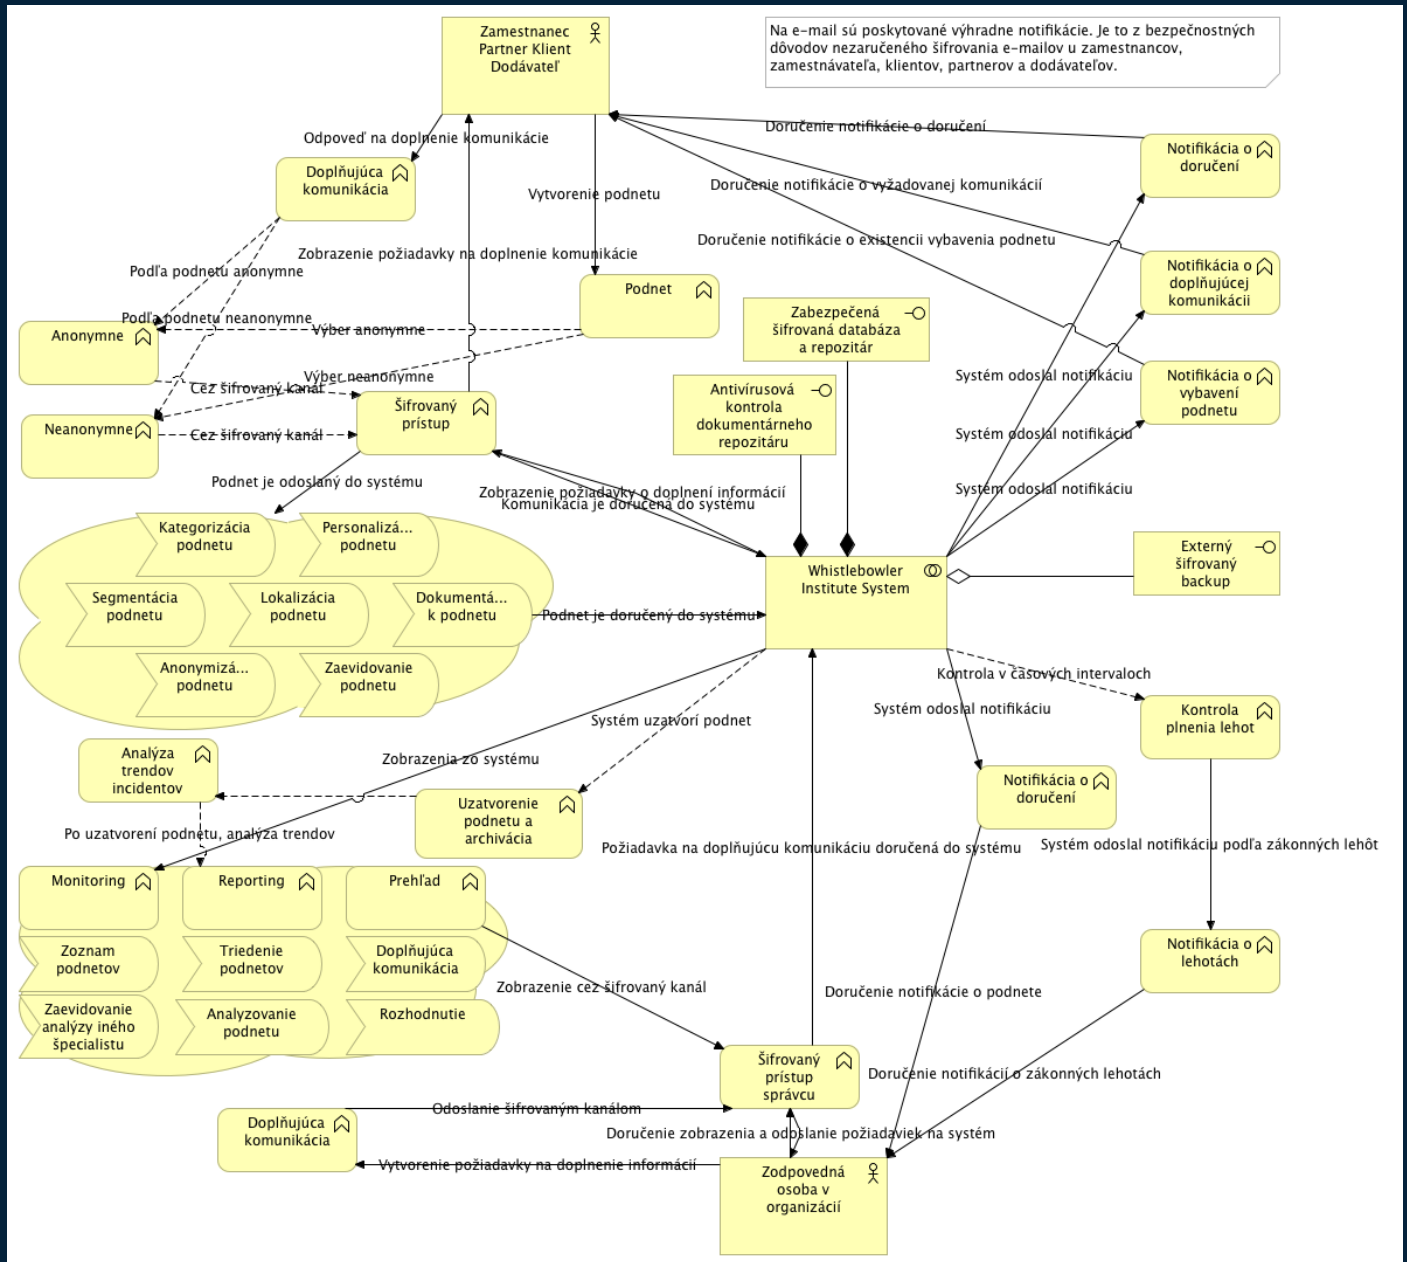 Zamestnanec
Partner Klient
Dodávateľ
Na e-mail sú poskytované výhradne notifikácie. Je to z bezpečnostných
dôvodov nezaručeného šifrovania e-mailov u zamestnancov,
zamestnávateľa, klientov, partnerov a dodávateľov.
Odpoveď na doplnenie komunikácie
Doručenie notifikácie o doručení
Notifikácia o
doručení
Doplňujúca
komunikácia
Vytvorenie podnetu
Doručenie notifikácie o vyžadovanej komunikácií
Zobrazenie požiadavky na doplnenie komunikácie
Doručenie notifikácie o existencii vybavenia podnetu
Notifikácia o
doplňujúcej
komunikácii
Podľa podnetu anonymne
Podnet
Zabezpečená
šifrovaná databáza
a repozitár
Podľa podnetu neanonymne
Anonymne
Výber anonymne
Výber neanonymne
Cez šifrovaný kanál
Systém odoslal notifikáciu
Notifikácia o
vybavení
podnetu
Antivírusová
kontrola
dokumentárneho
repozitáru
Šifrovaný
prístup
Neanonymne
Cez šifrovaný kanál
Systém odoslal notifikáciu
Podnet je odoslaný do systému
Zobrazenie požiadavky o doplnení informácií
Komunikácia je doručená do systému
Systém odoslal notifikáciu
Kategorizácia
podnetu
Personalizá...
podnetu
Externý
šifrovaný
backup
Whistlebowler
Institute System
Segmentácia
podnetu
Lokalizácia
podnetu
Dokumentá...
k podnetu
Podnet je doručený do systému
Anonymizá...
podnetu
Zaevidovanie
podnetu
Kontrola v časových intervaloch
Systém odoslal notifikáciu
Kontrola
plnenia lehot
Systém uzatvorí podnet
Zobrazenia zo systému
Analýza
trendov
incidentov
Notifikácia o
doručení
Uzatvorenie
podnetu a
archivácia
Po uzatvorení podnetu, analýza trendov
Požiadavka na doplňujúcu komunikáciu doručená do systému
Systém odoslal notifikáciu podľa zákonných lehôt
Monitoring
Reporting
Prehľad
Zoznam
podnetov
Triedenie
podnetov
Doplňujúca
komunikácia
Notifikácia o
lehotách
Zobrazenie cez šifrovaný kanál
Doručenie notifikácie o podnete
Zaevidovanie
analýzy iného
špecialistu
Analyzovanie
podnetu
Rozhodnutie
Šifrovaný
prístup
správcu
Doručenie notifikácií o zákonných lehotách
Odoslanie šifrovaným kanálom
Doplňujúca
komunikácia
Doručenie zobrazenia a odoslanie požiadaviek na systém
Vytvorenie požiadavky na doplnenie informácií
Zodpovedná
osoba v
organizácií